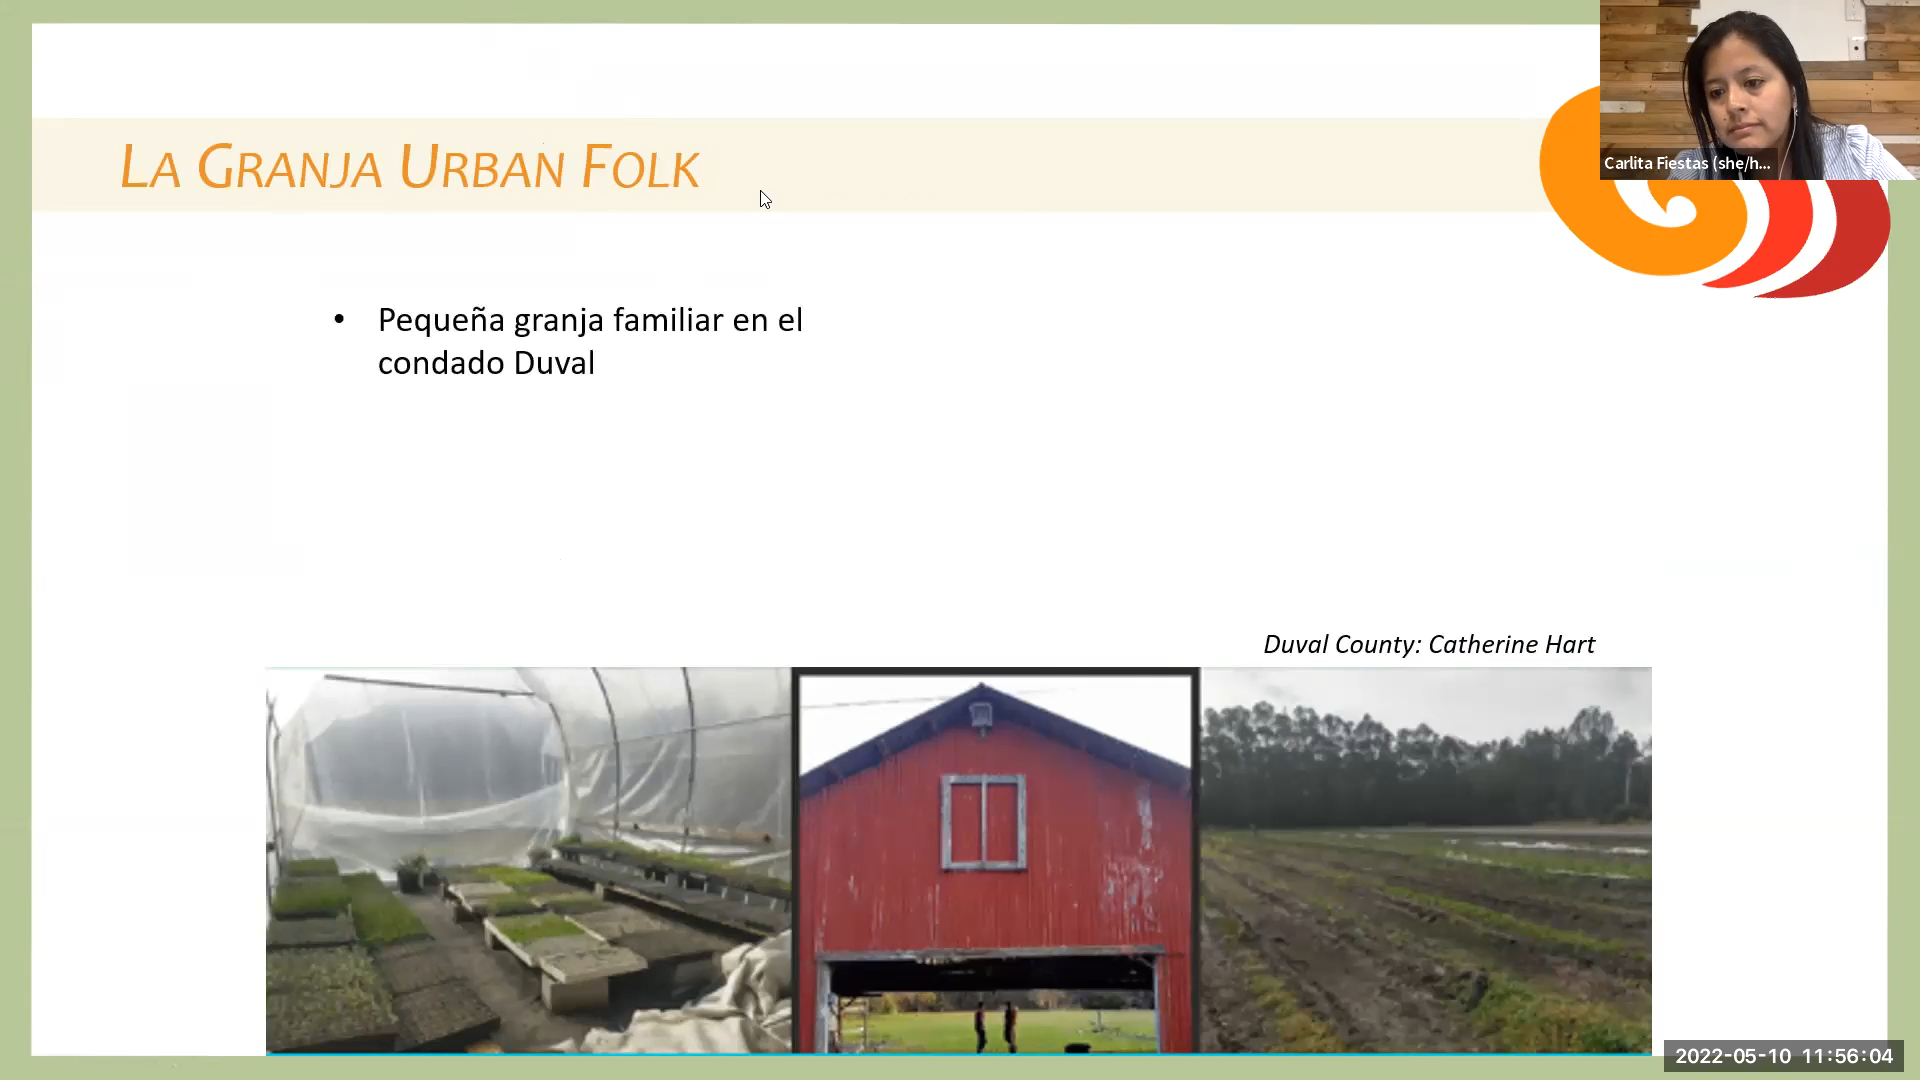 LA GRANJA URBAN FOLK
Carlita Fiestas (she/h...
• Pequeña granja familiar en el
condado Duval
Duval County: Catherine Hart
2022-05-10 11:56:04